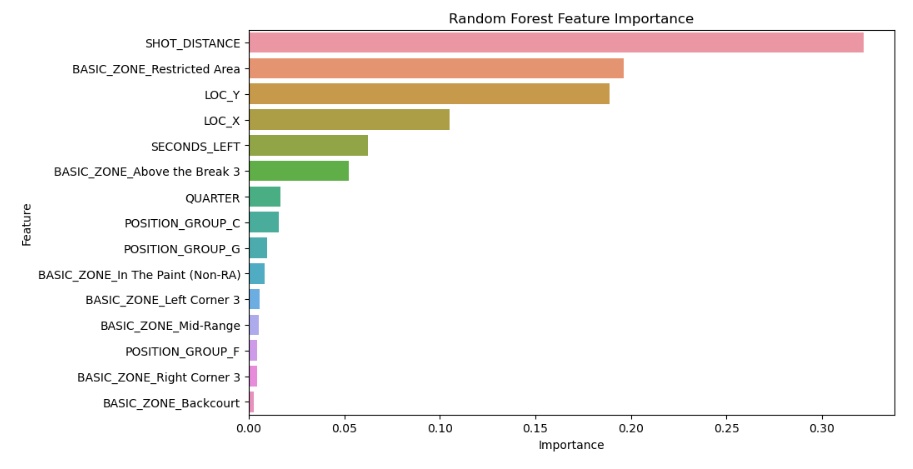 Random Forest Feature Importance
SHOT_DISTANCE
BASIC_ZONE_Restricted Area
LOC_Y
LOC_X
SECONDS_LEFT
BASIC_ZONE_Above the Break 3
QUARTER
POSITION_GROUP_C
POSITION_GROUP_G
BASIC_ZONE_In The Paint (Non-RA)
BASIC_ZONE_Left Corner 3
BASIC_ZONE_Mid-Range
POSITION_GROUP_F
BASIC_ZONE_Right Corner 3
BASIC_ZONE_Backcourt
Feature
0.00 0.05 0.10 0.15 0.20 0.25 0.30
Importance